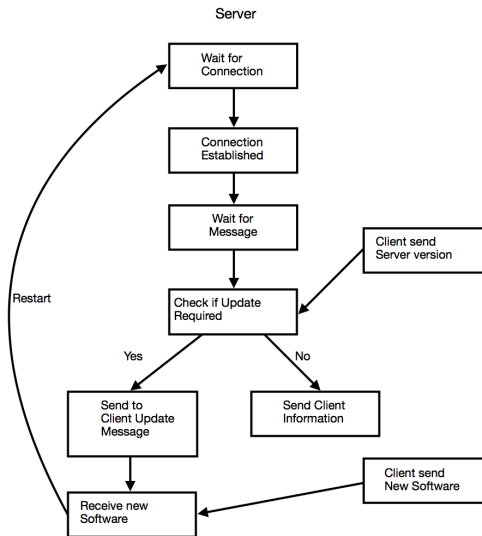 Server
Wait for
Connection
Connection
Established
Wait for
Message
Client send
Server version
Check if Update
Required
Restart
Yes
No
Send to
Client Update
Message
Send Client
Information
Client send
New Software
Receive new
Software